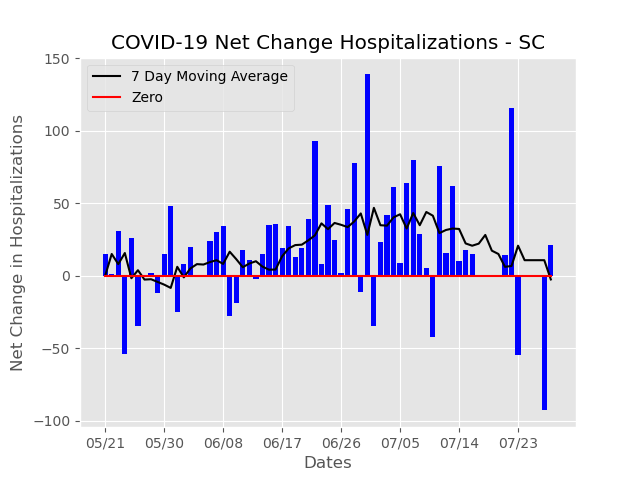 COVID-19 Net Change Hospitalizations - SC
7 Day Moving Average
Zero
Net Change in Hospitalizations
150
100
50
0
−50
−100
05/21 05/30 06/08 06/17 06/26 07/05 07/14 07/23
Dates